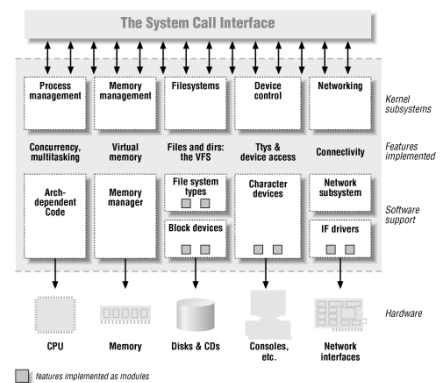 The System Call Interface
Process management
Memory management
Filesystems
Device control
Networking
Kernel subsystems
Concurrency, multitasking
Virtual memory
Files and dirs: the VFS
Ttys & device access
Connectivity
Features implemented
Arch-dependent Code
Memory manager
File system types
Block devices
Character devices
Network subsystem
IF drivers
Software support
CPU
Memory
Disks & CDs
Consoles, etc.
Network interfaces
Hardware
features implemented as modules